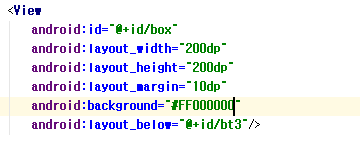 <View
android:id="@+id/box"
android:layout_width="200dp"
android:layout_height="200dp"
android:layout_margin="10dp"
android:background="#FF000000"
android:layout_below="@+id/bt3"/>